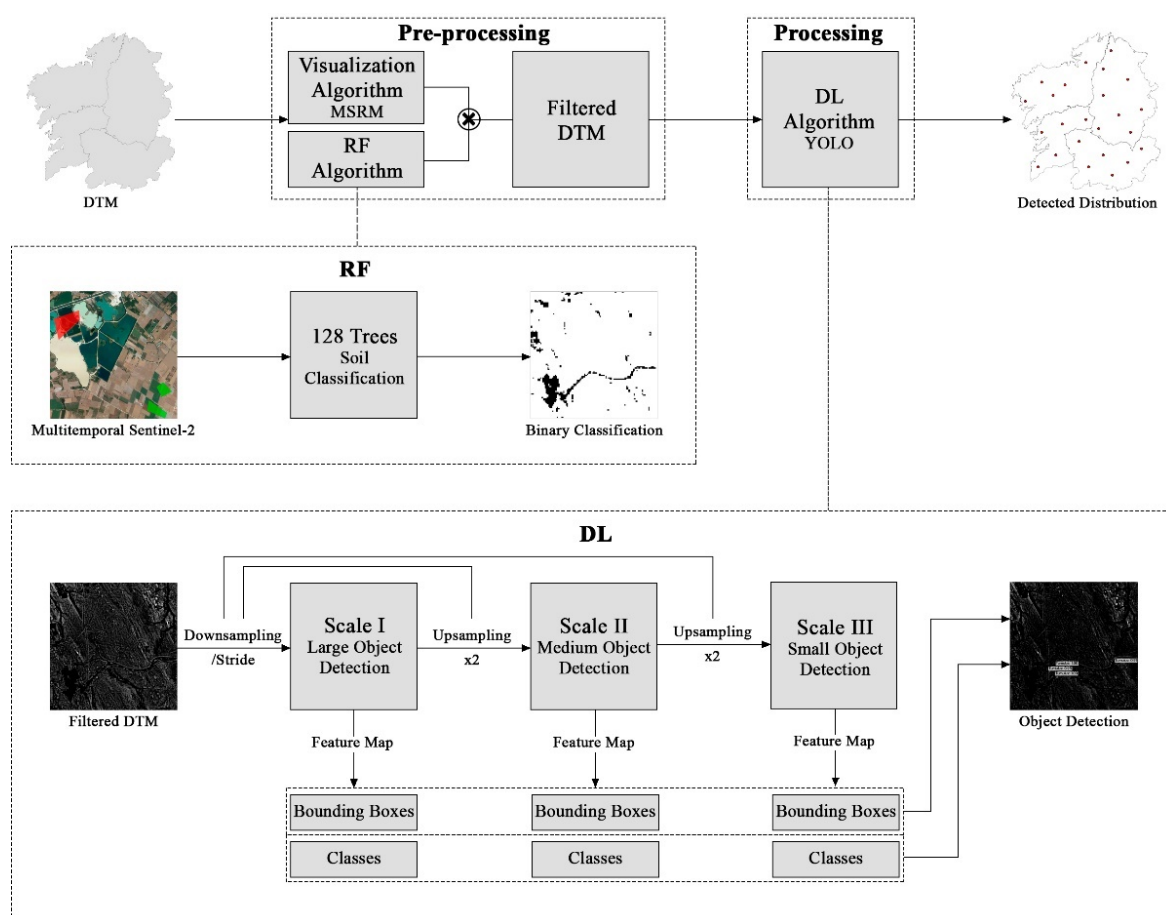 Pre-processing
Processing
Visualization
Algorithm
MSRM
RF
Algorithm
Filtered
DTM
DL
Algorithm
YOLO
DTM
Detected Distribution
RF
128 Trees
Soil
Classification
Multitemporal Sentinel-2
Binary Classification
DL
Downsampling
/Stride
Scale I
Large Object
Detection
Upsampling
x2
Scale II
Medium Object
Detection
Upsampling
x2
Scale III
Small Object
Detection
Filtered DTM
Object Detection
Feature Map
Feature Map
Feature Map
Bounding Boxes
Bounding Boxes
Bounding Boxes
Classes
Classes
Classes